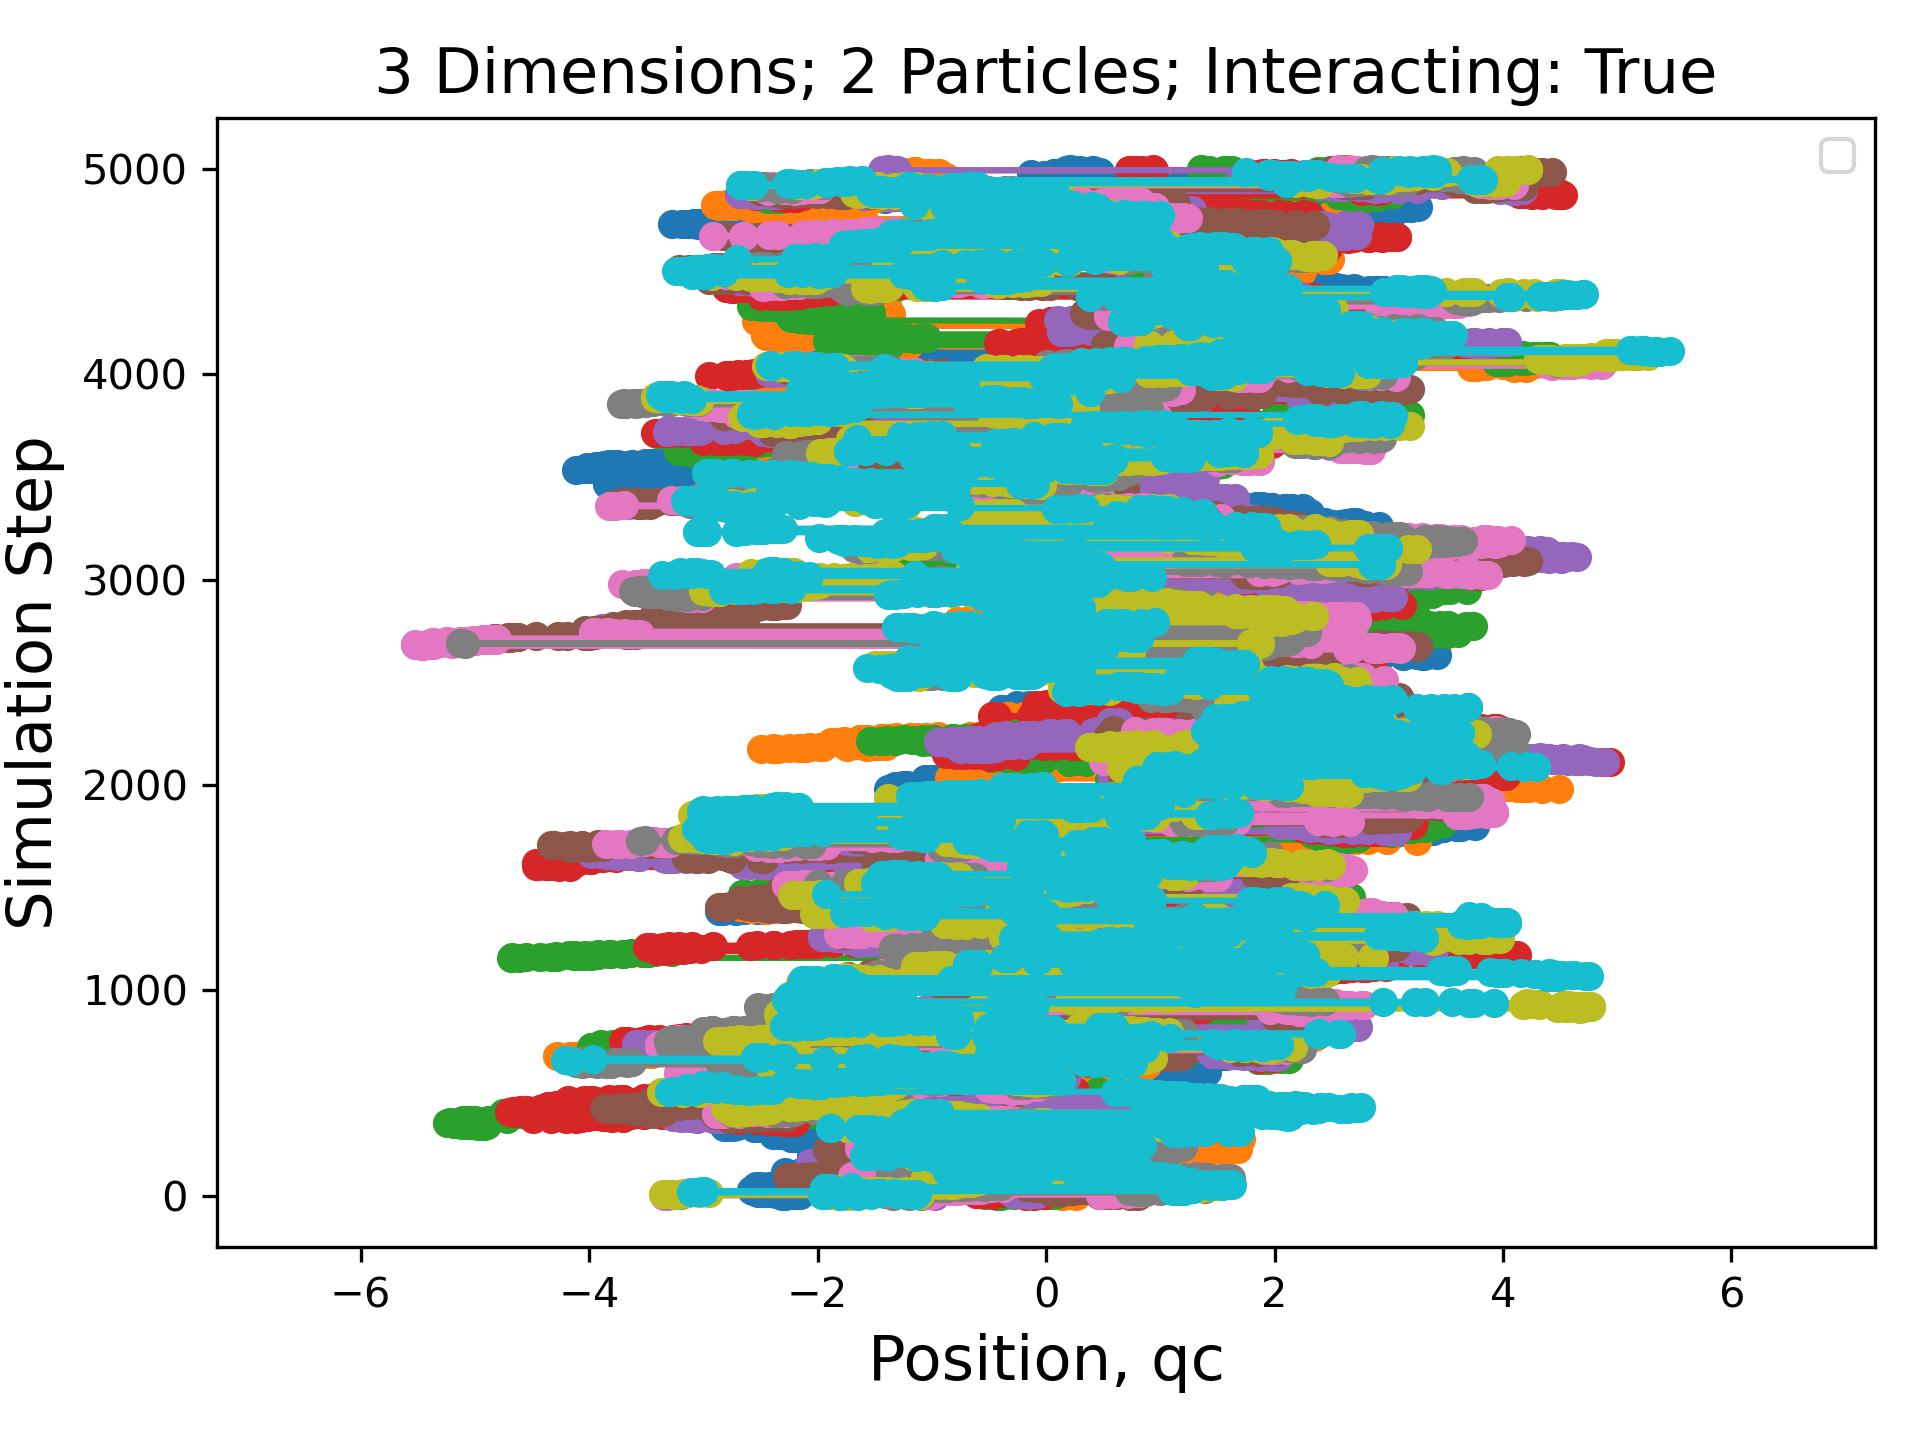 3 Dimensions; 2 Particles; Interacting: True
5000
4000
3000
2000
1000
0
Simulation Step
−6 −4 −2 0 2 4 6
Position, qc